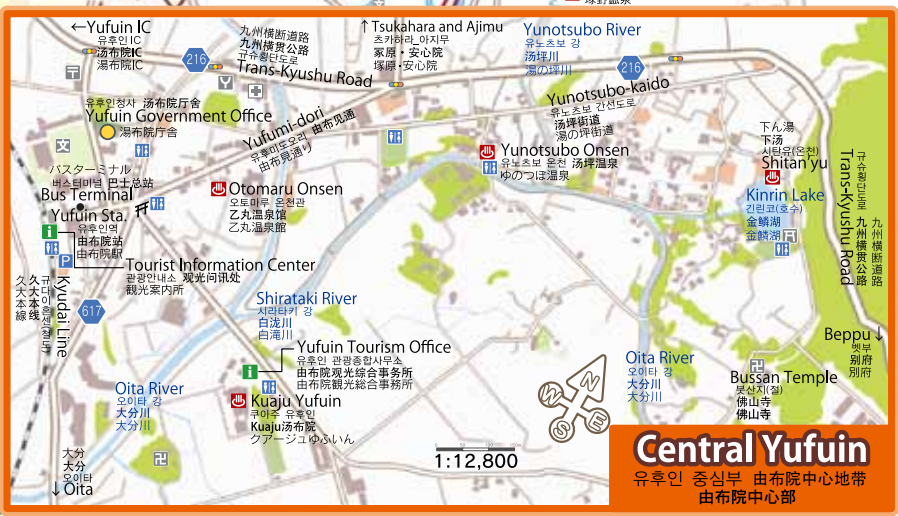 ←Yufuin IC
유후인IC
汤布院IC
湯布院IC
216
九州横断道路
九州横贯公路
규슈횡단도로
Trans-Kyushu Road
↑Tsukahara and Ajimu
츠카하라_아지무
冢原・安心院
塚原・安心院
Yunotsubo River
유노츠보 강
汤坪川
湯の坪川
216
Yunotsubo-kaido
유노츠보 간선도로
汤坪街道
湯の坪街道
유후인청사 汤布院厅舍
Yufuin Government Office
湯布院庁舎
Yufumi-dori 由布见通
유후미도오리
由布見通り
Yunotsubo Onsen
유노츠보 온천 汤坪温泉
ゆのつぼ温泉
下ん湯
下汤
시탄유(온천)
Shitan'yu
Kinrin Lake
긴린코(호수)
金鳞湖
金鱗湖
Trans-Kyushu Road
규슈횡단도로
九州横贯公路
九州横断道路
バスターミナル
버스터미널 巴士总站
Bus Terminal
Yufuin Sta.
유후인역
由布院站
由布院駅
P
Otomaru Onsen
오토마루 온천관
乙丸温泉馆
乙丸温泉館
Tourist Information Center
관광안내소 观光问讯处
観光案内所
久大本線
久大本线
규다이혼센(철도)
Kyudai Line
617
Shirataki River
시라타키 강
白泷川
白滝川
Yufuin Tourism Office
유후인 관광종합사무소
由布院观光综合事务所
由布院観光総合事務所
Kuaju Yufuin
쿠아주 유후인
Kuaju汤布院
クアージュゆふいん
Oita River
오이타 강
大分川
大分川
Oita River
오이타 강
大分川
大分川
Beppu↓
벳부
别府
別府
Bussan Temple
붓산지(절)
佛山寺
佛山寺
N
W
E
S
1:12,800
大分
大分
오이타
↓Oita
Central Yufuin
유후인 중심부 由布院中心地带
由布院中心部